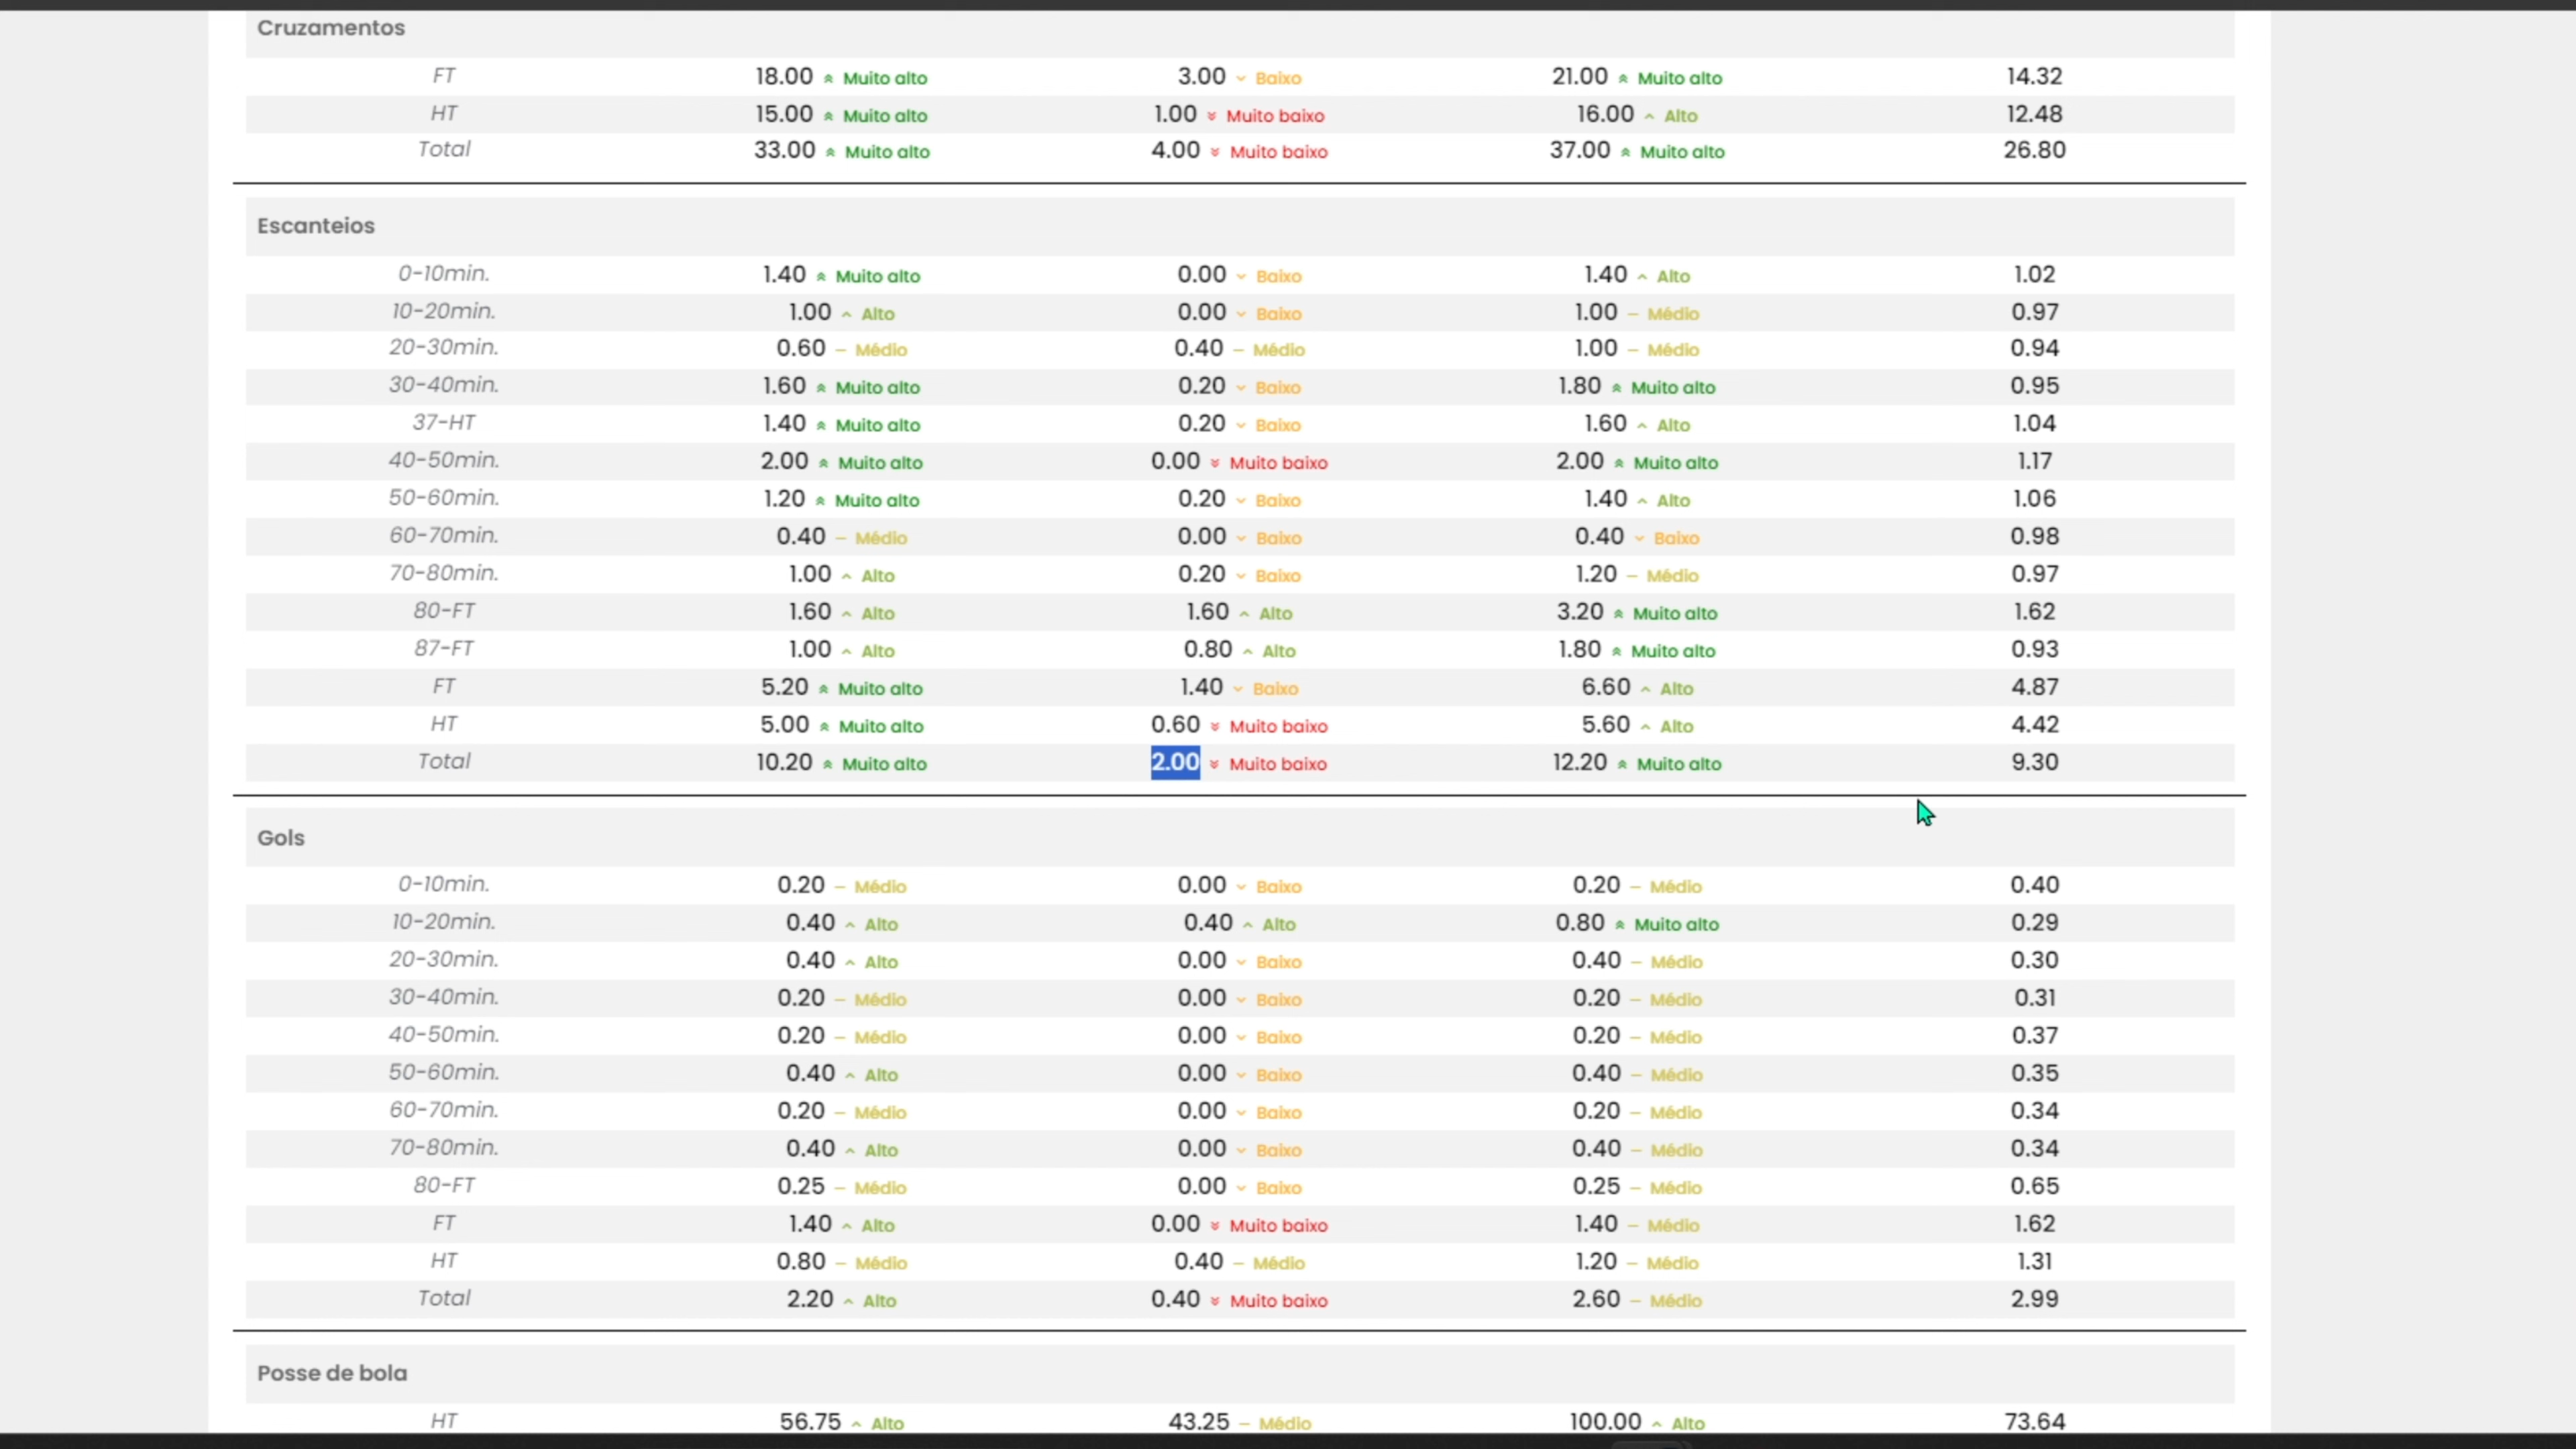 Cruzamentos
FT 18.00 Muito alto 3.00 Baixo 21.00 Muito alto 14.32
HT 15.00 Muito alto 1.00 Muito baixo 16.00 Alto 12.48
Total 33.00 Muito alto 4.00 Muito baixo 37.00 Muito alto 26.80
Escanteios
0-10min. 1.40 Muito alto 0.00 Baixo 1.40 Alto 1.02
10-20min. 1.00 Alto 0.00 Baixo 1.00 Médio 0.97
20-30min. 0.60 Médio 0.40 Médio 1.00 Médio 0.94
30-40min. 1.60 Muito alto 0.20 Baixo 1.80 Muito alto 0.95
37-HT 1.40 Muito alto 0.20 Baixo 1.60 Alto 1.04
40-50min. 2.00 Muito alto 0.00 Muito baixo 2.00 Muito alto 1.17
50-60min. 1.20 Muito alto 0.20 Baixo 1.40 Alto 1.06
60-70min. 0.40 Médio 0.00 Baixo 0.40 Baixo 0.98
70-80min. 1.00 Alto 0.20 Baixo 1.20 Médio 0.97
80-FT 1.60 Alto 1.60 Alto 3.20 Muito alto 1.62
87-FT 1.00 Alto 0.80 Alto 1.80 Muito alto 0.93
FT 5.20 Muito alto 1.40 Baixo 6.60 Alto 4.87
HT 5.00 Muito alto 0.60 Muito baixo 5.60 Alto 4.42
Total 10.20 Muito alto 2.00 Muito baixo 12.20 Muito alto 9.30
Gols
0-10min. 0.20 Médio 0.00 Baixo 0.20 Médio 0.40
10-20min. 0.40 Alto 0.40 Alto 0.80 Muito alto 0.29
20-30min. 0.40 Alto 0.00 Baixo 0.40 Médio 0.30
30-40min. 0.20 Médio 0.00 Baixo 0.20 Médio 0.31
40-50min. 0.20 Médio 0.00 Baixo 0.20 Médio 0.37
50-60min. 0.40 Alto 0.00 Baixo 0.40 Médio 0.35
60-70min. 0.20 Médio 0.00 Baixo 0.20 Médio 0.34
70-80min. 0.40 Alto 0.00 Baixo 0.40 Médio 0.34
80-FT 0.25 Médio 0.00 Baixo 0.25 Médio 0.65
FT 1.40 Alto 0.00 Muito baixo 1.40 Médio 1.62
HT 0.80 Médio 0.40 Médio 1.20 Médio 1.31
Total 2.20 Alto 0.40 Muito baixo 2.60 Médio 2.99
Posse de bola
HT 56.75 Alto 43.25 Médio 100.00 Alto 73.64